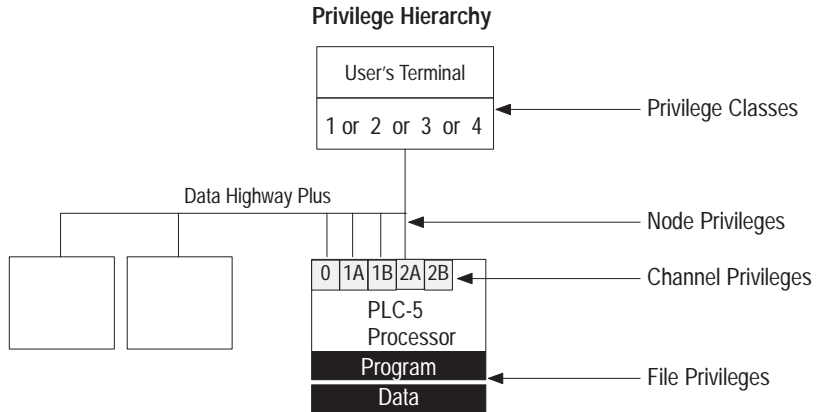 Privilege Hierarchy
User's Terminal
1 or 2 or 3 or 4
Privilege Classes
Data Highway Plus
Node Privileges
0 1A 1B 2A 2B
Channel Privileges
PLC-5
Processor
Program
File Privileges
Data